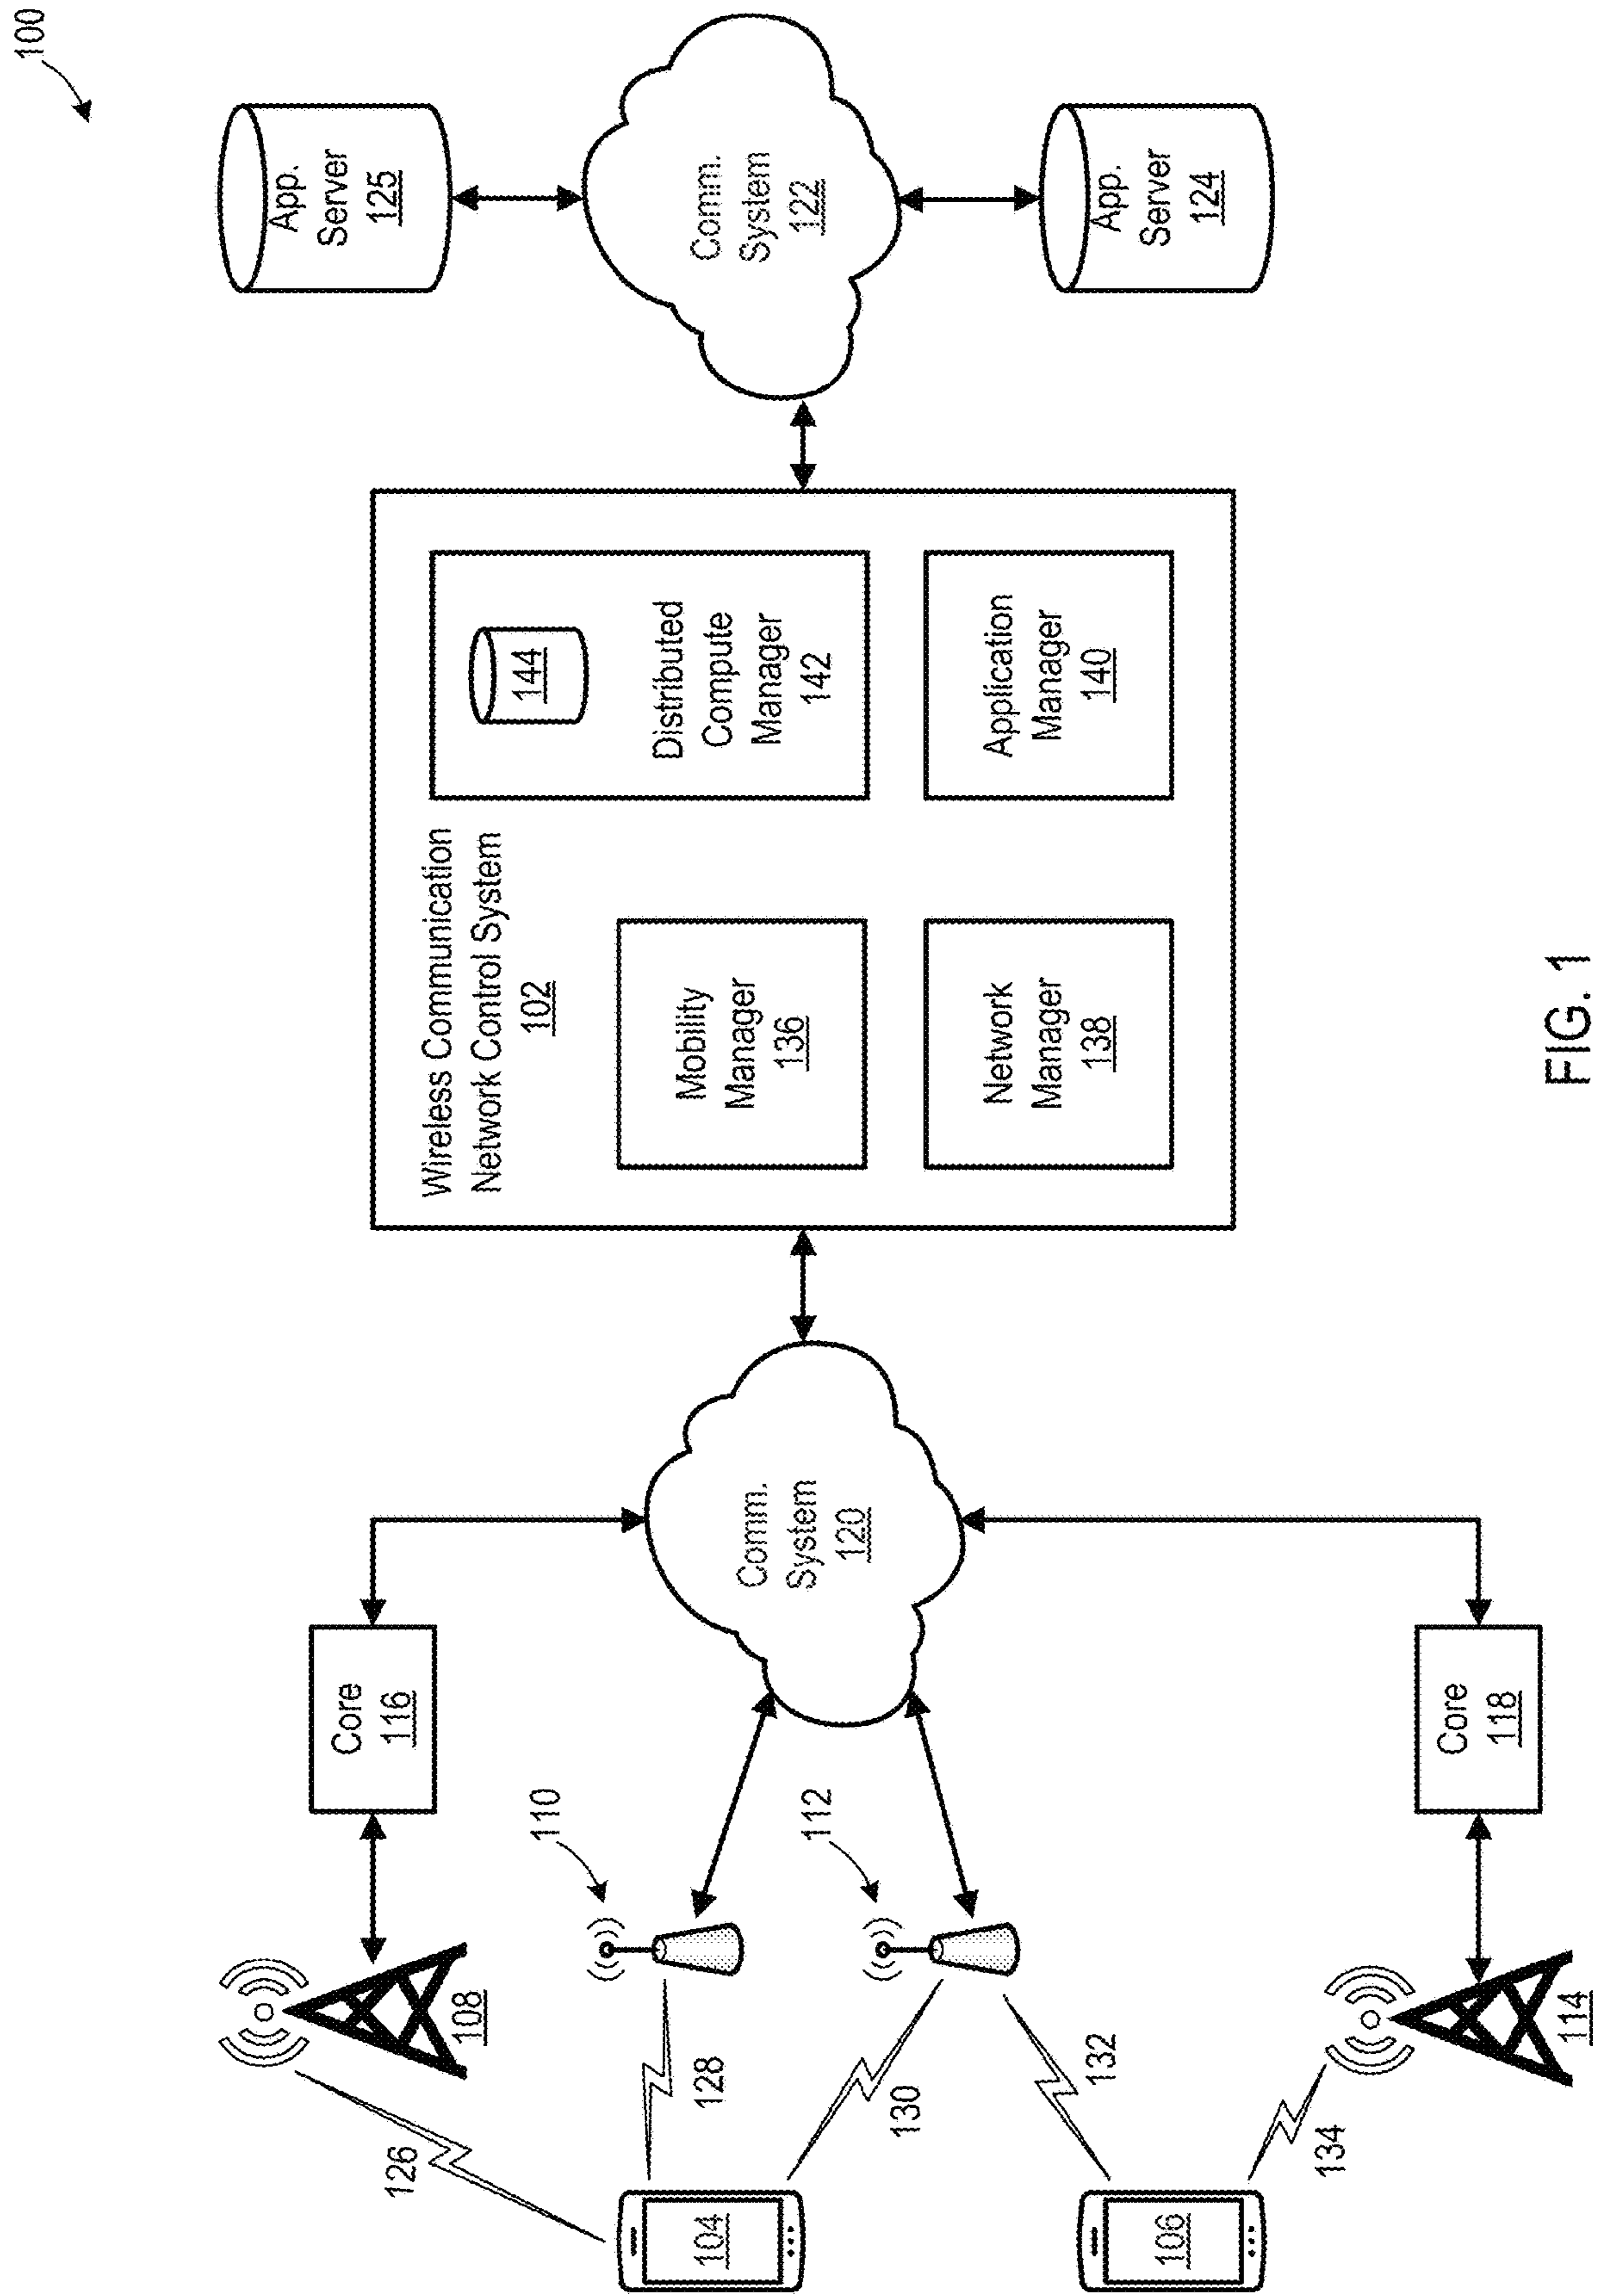 100
108
126
128
130
132
134
104
106
114
110
112
Core
116
Core
118
Comm.
System
120
Wireless Communication
Network Control System
102
Mobility
Manager
136
Network
Manager
138
144
Distributed
Compute
Manager
142
Application
Manager
140
Comm.
System
122
App.
Server
125
App.
Server
124
FIG. 1